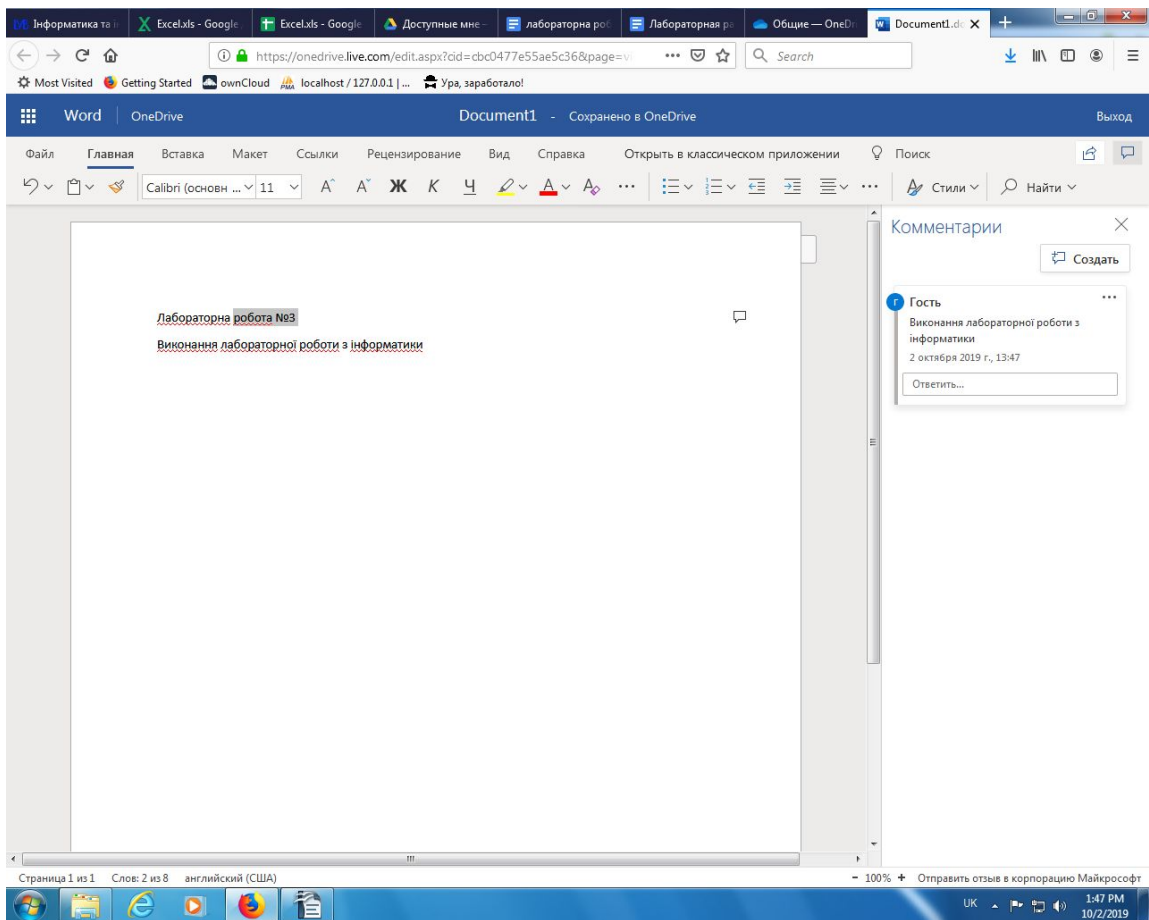 Інформатика та і
Excel.xls - Google
Excel.xls - Google
Доступные мне -
лабораторна роб
Лабораторная ра
Общие — OneDr
Document1.do
https://onedrive.live.com/edit.aspx?cid=cbc0477e55ae5c36&page=vi
Search
Most Visited Getting Started ownCloud localhost / 127.0.0.1 | ... Ура, заработало!
Word OneDrive Document1 - Сохранено в OneDrive Выход
Файл Главная Вставка Макет Ссылки Рецензирование Вид Справка Открыть в классическом приложении Поиск
Calibri (основн ... 11 A A Ж К Ч A A Стили Найти
Комментарии
Создать
Лабораторна робота №3
Виконання лабораторної роботи з інформатики
Г Гость
Виконання лабораторної роботи з
інформатики
2 октября 2019 г., 13:47
Ответить...
Страница 1 из 1 Слов: 2 из 8 английский (США) - 100% + Отправить отзыв в корпорацию Майкрософт
UK 1:47 PM
10/2/2019